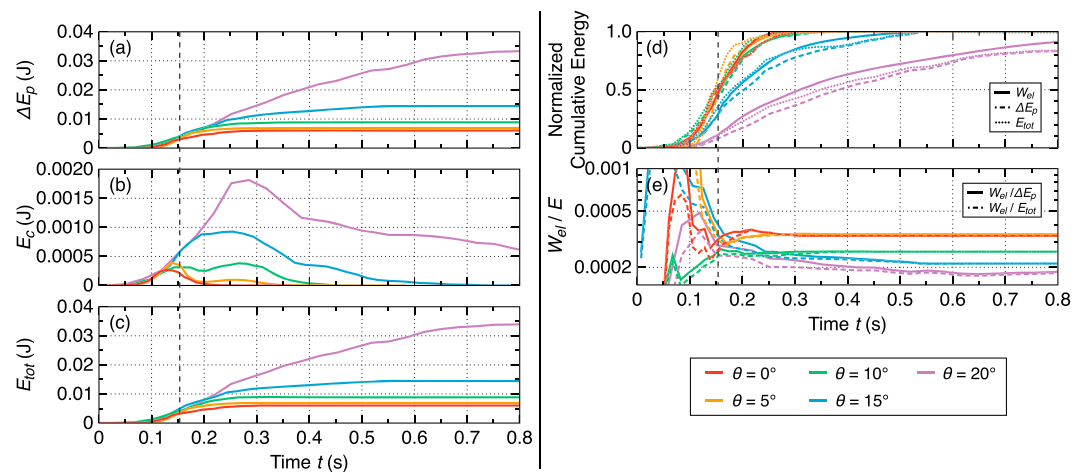 (a)
ΔE_p (J)
0.04
0.03
0.02
0.01
0
(b)
E_c (J)
0.0020
0.0015
0.0010
0.0005
0
(c)
E_tot (J)
0.04
0.03
0.02
0.01
0
0 0.1 0.2 0.3 0.4 0.5 0.6 0.7 0.8
Time t (s)
(d)
Normalized
Cumulative Energy
1.0
0.5
0
W_el
ΔE_p
E_tot
(e)
W_el / E
0.001
0.0005
0.0002
W_el /ΔE_p
W_el / E_tot
0 0.1 0.2 0.3 0.4 0.5 0.6 0.7 0.8
Time t (s)
θ = 0° θ = 10° θ = 20°
θ = 5° θ = 15°